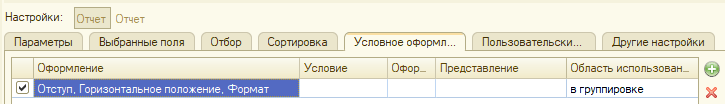 Настройки: Отчет Отчет
Параметры Выбранные поля Отбор Сортировка Условное оформл... Пользовательски... Другие настройки
Оформление Условие Офор... Представление Область использован...
Отступ, Горизонтальное положение, Формат в группировке